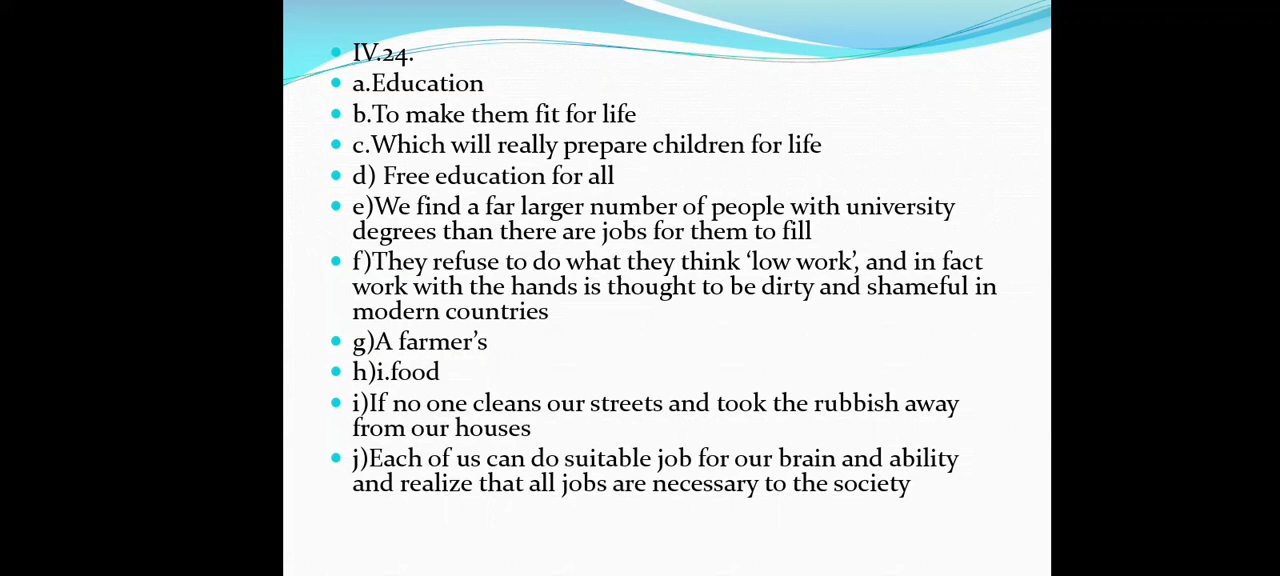 IV.24.
a.Education
b.To make them fit for life
c.Which will really prepare children for life
d) Free education for all
e)We find a far larger number of people with university
degrees than there are jobs for them to fill
f)They refuse to do what they think ‘low work’, and in fact
work with the hands is thought to be dirty and shameful in
modern countries
g)A farmer’s
h)i.food
i)If no one cleans our streets and took the rubbish away
from our houses
j)Each of us can do suitable job for our brain and ability
and realize that all jobs are necessary to the society